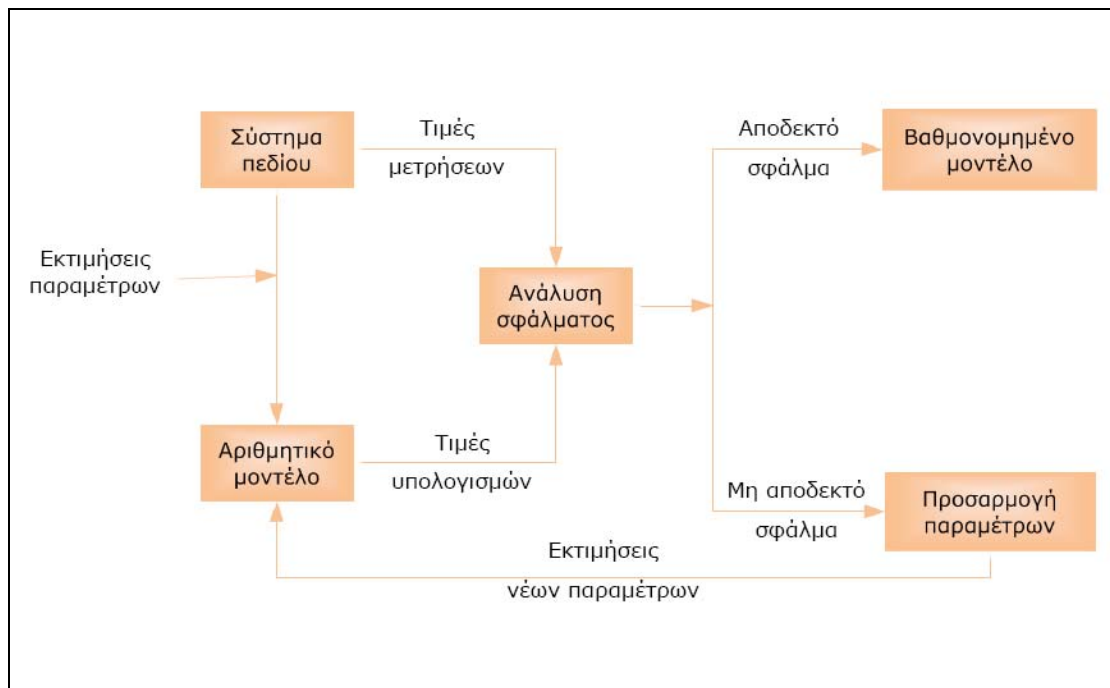 Σύστημα
πεδίου
Τιμές
μετρήσεων
Αποδεκτό
σφάλμα
Βαθμονομημένο
μοντέλο
Εκτιμήσεις
παραμέτρων
Ανάλυση
σφάλματος
Αριθμητικό
μοντέλο
Τιμές
υπολογισμών
Μη αποδεκτό
σφάλμα
Προσαρμογή
παραμέτρων
Εκτιμήσεις
νέων παραμέτρων